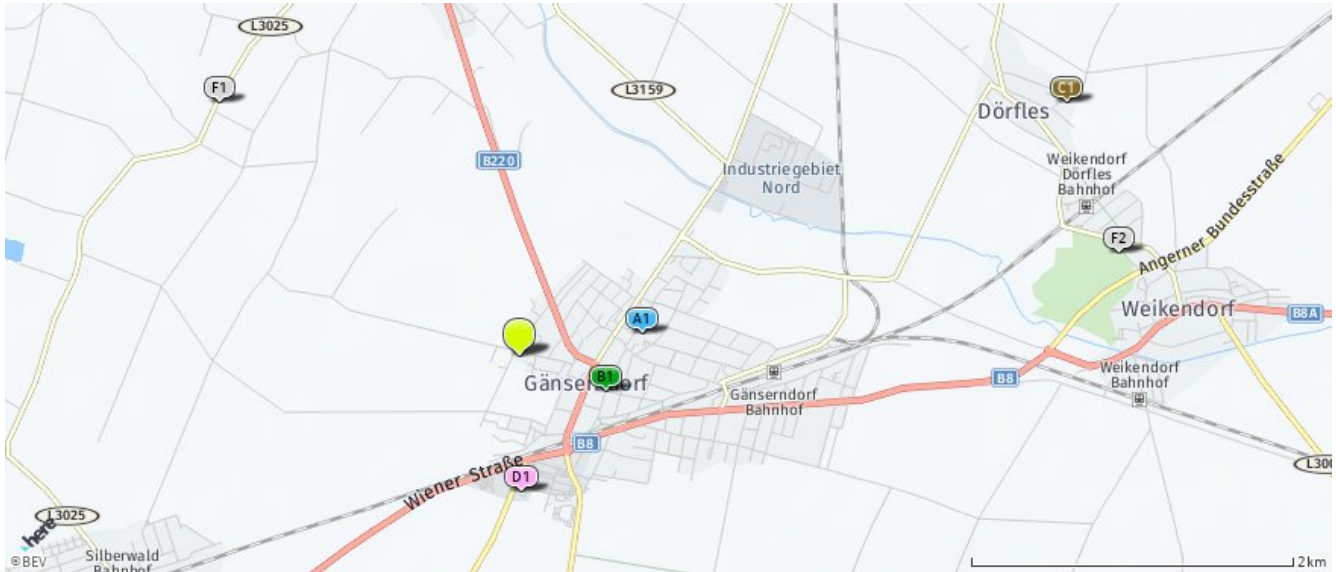 L3025
F1
L3159
C1
Dörfles
B220
Industriegebiet
Nord
Weikendorf
Dörfles
Bahnhof
F2
Angerner Bundesstraße
A1
Weikendorf
B8A
B1
Gänserndorf
Gänserndorf
Bahnhof
B8
Weikendorf
Bahnhof
B8
Wiener Straße
D1
L3025
here
Silberwald
Bahnhof
©BEV
2km